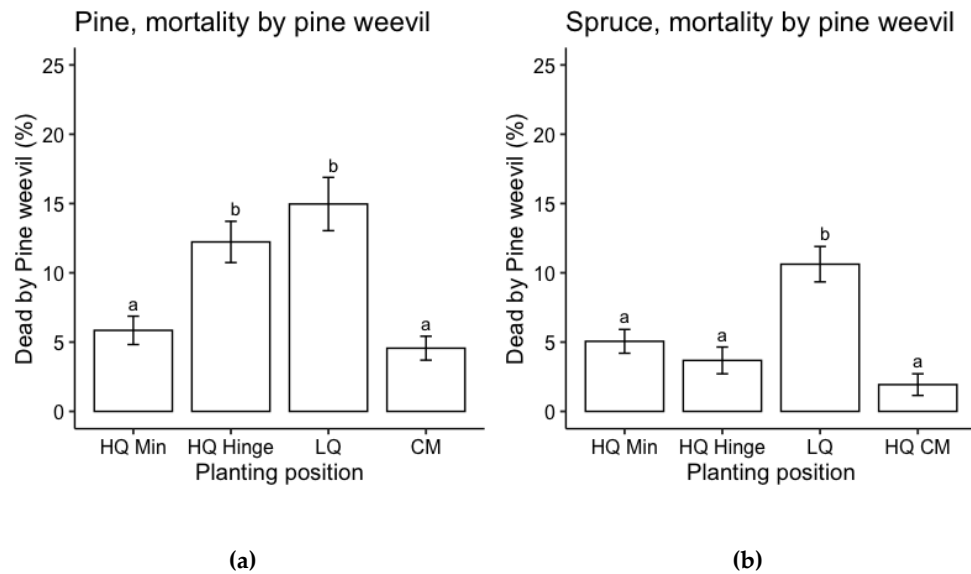 Pine, mortality by pine weevil
Dead by Pine weevil (%)
25
20
15
10
5
0
a
b
b
a
HQ Min HQ Hinge LQ CM
Planting position
(a)
Spruce, mortality by pine weevil
Dead by Pine weevil (%)
25
20
15
10
5
0
a
a
b
a
HQ Min HQ Hinge LQ HQ CM
Planting position
(b)